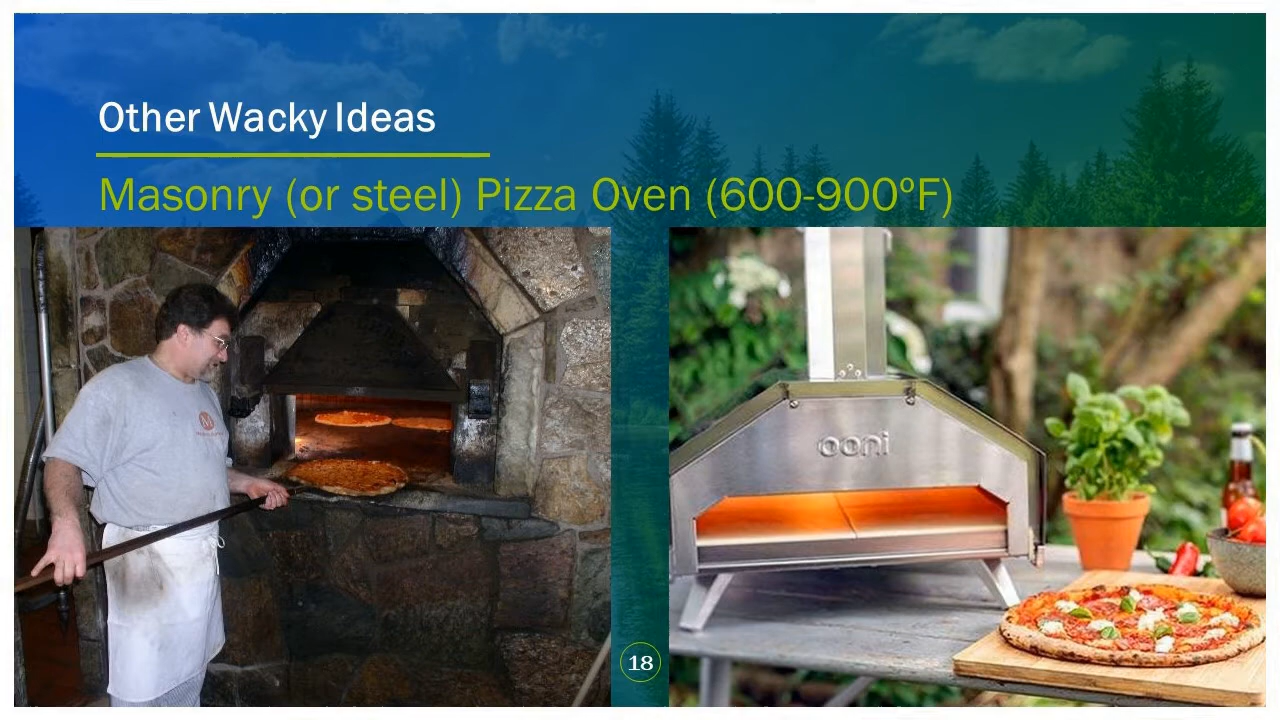 Other Wacky Ideas
Masonry (or steel) Pizza Oven (600-900ºF)
ooni
18